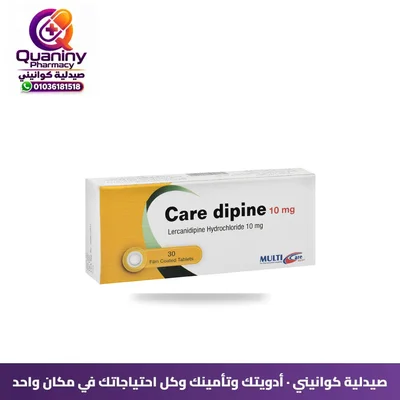 Quaniny
Pharmacy
صيدلية كوانيني
01036181518
Care dipine 10 mg
Lercanidipine Hydrochloride 10 mg
30
Film Coated Tablets
MULTI Care
صيدلية كوانيني · أدويتك وتأمينك وكل احتياجاتك في مكان واحد